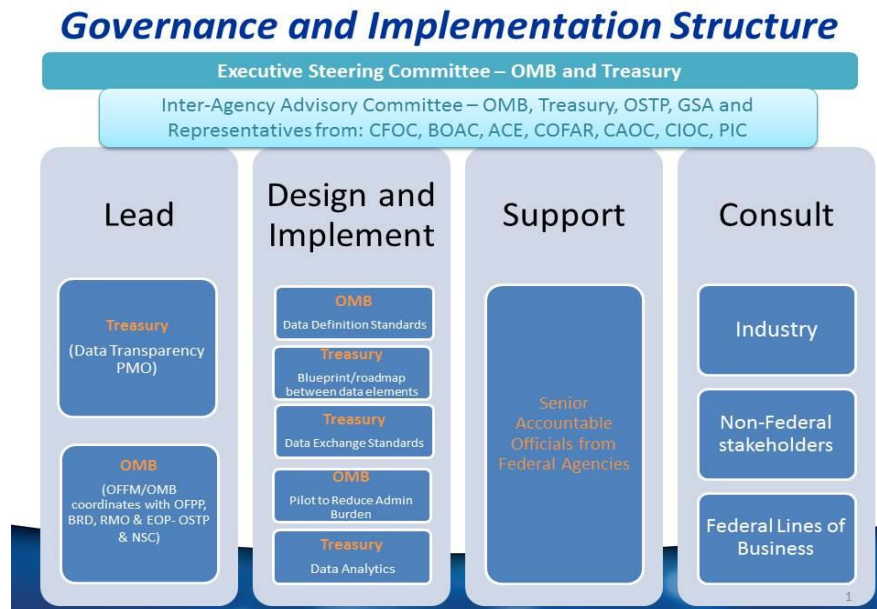 Governance and Implementation Structure
Executive Steering Committee – OMB and Treasury
Inter-Agency Advisory Committee – OMB, Treasury, OSTP, GSA and
Representatives from: CFOC, BOAC, ACE, COFAR, CAOC, CIOC, PIC
Lead
Treasury
(Data Transparency
PMO)
OMB
(OFFM/OMB
coordinates with OFPP,
BRD, RMO & EOP- OSTP
& NSC)
Design and
Implement
OMB
Data Definition Standards
Treasury
Blueprint/roadmap
between data elements
Treasury
Data Exchange Standards
OMB
Pilot to Reduce Admin
Burden
Treasury
Data Analytics
Support
Senior
Accountable
Officials from
Federal Agencies
Consult
Industry
Non-Federal
stakeholders
Federal Lines of
Business
1